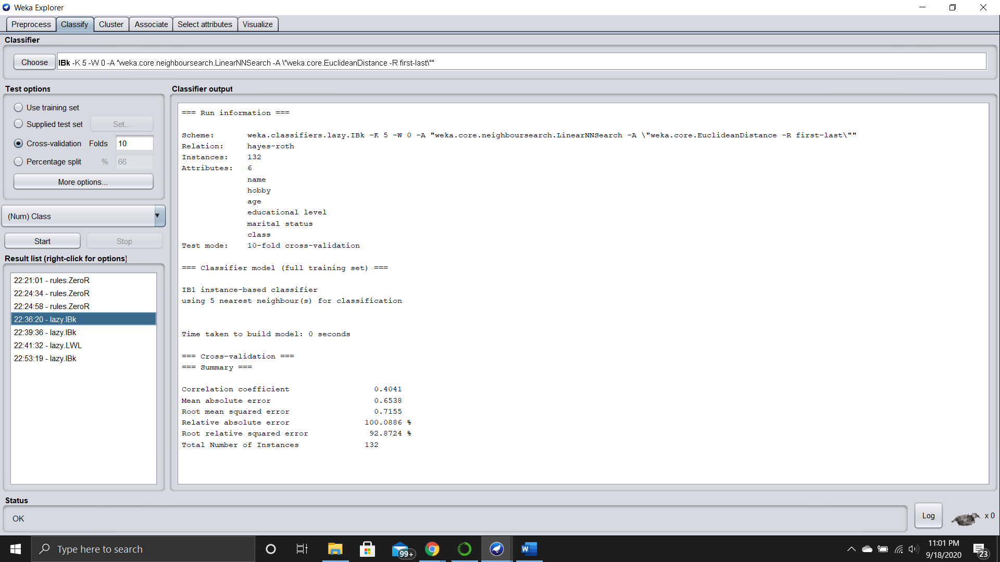 Weka Explorer
Preprocess Classify Cluster Associate Select attributes Visualize
Classifier
Choose IBk -K 5 -W 0 -A "weka.core.neighboursearch.LinearNNSearch -A \"weka.core.EuclideanDistance -R first-last\""
Test options
Use training set
Supplied test set Set...
Cross-validation Folds 10
Percentage split % 66
More options...
(Num) Class
Start Stop
Result list (right-click for options)
22:21:01 - rules.ZeroR
22:24:34 - rules.ZeroR
22:24:58 - rules.ZeroR
22:36:20 - lazy.IBk
22:39:36 - lazy.IBk
22:41:32 - lazy.LWL
22:53:19 - lazy.IBk
Classifier output
=== Run information ===
Scheme: weka.classifiers.lazy.IBk -K 5 -W 0 -A "weka.core.neighboursearch.LinearNNSearch -A \"weka.core.EuclideanDistance -R first-last\""
Relation: hayes-roth
Instances: 132
Attributes: 6
name
hobby
age
educational level
marital status
class
Test mode: 10-fold cross-validation
=== Classifier model (full training set) ===
IB1 instance-based classifier
using 5 nearest neighbour(s) for classification
Time taken to build model: 0 seconds
=== Cross-validation ===
=== Summary ===
Correlation coefficient 0.4041
Mean absolute error 0.6538
Root mean squared error 0.7155
Relative absolute error 100.0886 %
Root relative squared error 92.8724 %
Total Number of Instances 132
Status
OK
Log
x 0
Type here to search
99+
W
11:01 PM
9/18/2020
23